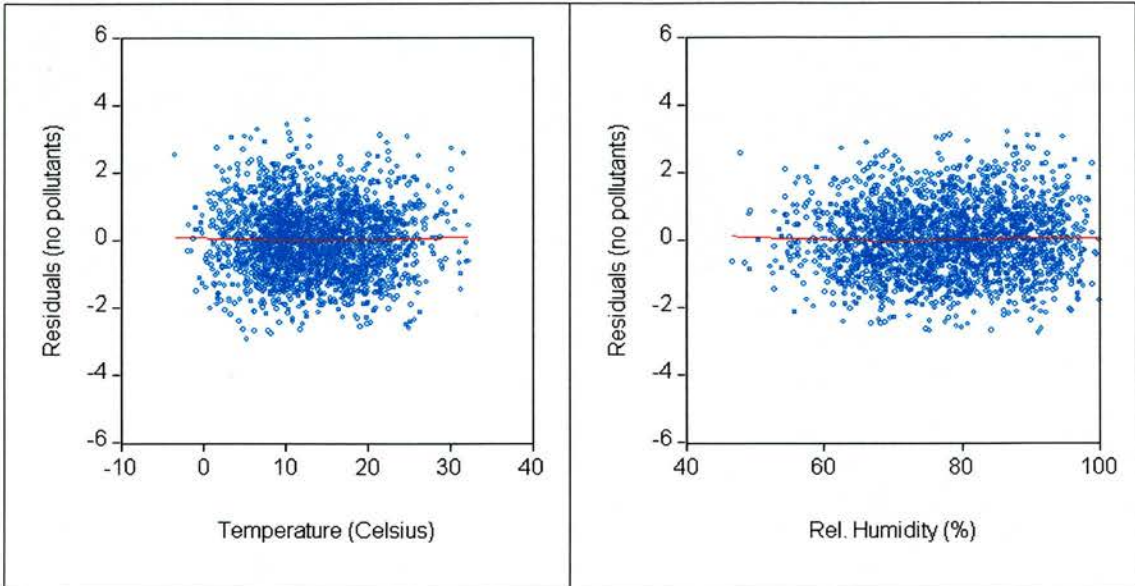 6
4
2
0
-2
-4
-6
Residuals (no pollutants)
-10 0 10 20 30 40
Temperature (Celsius)
6
4
2
0
-2
-4
-6
Residuals (no pollutants)
40 60 80 100
Rel. Humidity (%)